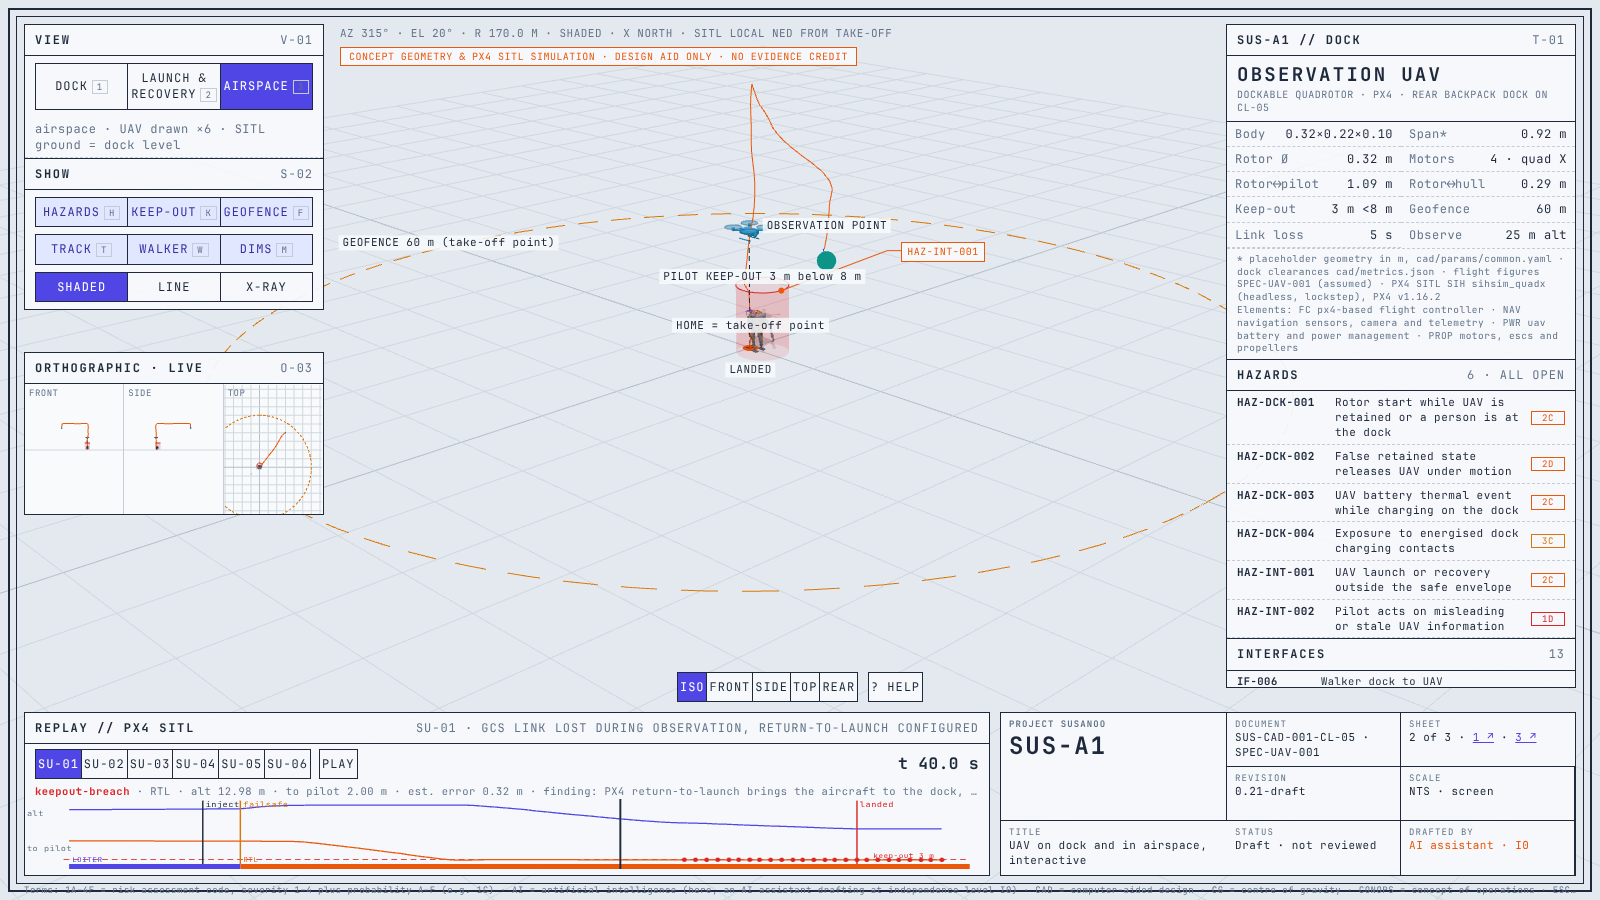 VIEW V-01
DOCK 1
LAUNCH &
RECOVERY 2
AIRSPACE
airspace · UAV drawn ×6 · SITL
ground = dock level
SHOW S-02
HAZARDS H KEEP-OUT K GEOFENCE F
TRACK T WALKER W DIMS M
SHADED LINE X-RAY
ORTHOGRAPHIC · LIVE O-03
FRONT SIDE TOP
AZ 315° · EL 20° · R 170.0 M · SHADED · X NORTH · SITL LOCAL NED FROM TAKE-OFF
CONCEPT GEOMETRY & PX4 SITL SIMULATION · DESIGN AID ONLY · NO EVIDENCE CREDIT
OBSERVATION POINT
GEOFENCE 60 m (take-off point)
HAZ-INT-001
PILOT KEEP-OUT 3 m below 8 m
HOME = take-off point
LANDED
ISO FRONT SIDE TOP REAR ? HELP
SUS-A1 // DOCK T-01
OBSERVATION UAV
DOCKABLE QUADROTOR · PX4 · REAR BACKPACK DOCK ON
CL-05
Body 0.32×0.22×0.10 Span* 0.92 m
Rotor Ø 0.32 m Motors 4 · quad X
Rotor↔pilot 1.09 m Rotor↔hull 0.29 m
Keep-out 3 m <8 m Geofence 60 m
Link loss 5 s Observe 25 m alt
* placeholder geometry in m, cad/params/common.yaml ·
dock clearances cad/metrics.json · flight figures
SPEC-UAV-001 (assumed) · PX4 SITL SIH sihsim_quadx
(headless, lockstep), PX4 v1.16.2
Elements: FC px4-based flight controller · NAV
navigation sensors, camera and telemetry · PWR uav
battery and power management · PROP motors, escs and
propellers
HAZARDS 6 · ALL OPEN
HAZ-DCK-001 Rotor start while UAV is
retained or a person is at
the dock 2C
HAZ-DCK-002 False retained state
releases UAV under motion 2D
HAZ-DCK-003 UAV battery thermal event
while charging on the dock 2C
HAZ-DCK-004 Exposure to energised dock
charging contacts 3C
HAZ-INT-001 UAV launch or recovery
outside the safe envelope 2C
HAZ-INT-002 Pilot acts on misleading
or stale UAV information 1D
INTERFACES 13
IF-006 Walker dock to UAV
REPLAY // PX4 SITL SU-01 · GCS LINK LOST DURING OBSERVATION, RETURN-TO-LAUNCH CONFIGURED
SU-01 SU-02 SU-03 SU-04 SU-05 SU-06 PLAY t 40.0 s
keepout-breach · RTL · alt 12.98 m · to pilot 2.00 m · est. error 0.32 m · finding: PX4 return-to-launch brings the aircraft to the dock, …
inject failsafe landed
alt
to pilot
LOITER RTL keep-out 3 m
PROJECT SUSANOO
SUS-A1
DOCUMENT
SUS-CAD-001-CL-05 ·
SPEC-UAV-001
SHEET
2 of 3 · 1 ↗ · 3 ↗
REVISION
0.21-draft
SCALE
NTS · screen
TITLE
UAV on dock and in airspace,
interactive
STATUS
Draft · not reviewed
DRAFTED BY
AI assistant · I0